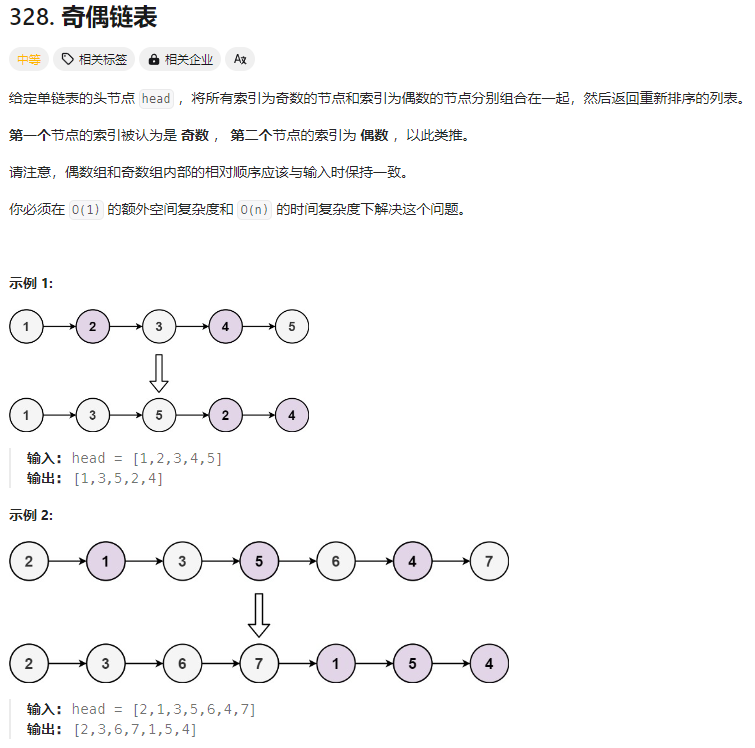 328. 奇偶链表
中等 相关标签 相关企业 Aあ
给定单链表的头节点 head ，将所有索引为奇数的节点和索引为偶数的节点分别组合在一起，然后返回重新排序的列表。
第一个节点的索引被认为是 奇数 ， 第二个节点的索引为 偶数 ，以此类推。
请注意，偶数组和奇数组内部的相对顺序应该与输入时保持一致。
你必须在 O(1) 的额外空间复杂度和 O(n) 的时间复杂度下解决这个问题。
示例 1:
1 2 3 4 5
1 3 5 2 4
输入: head = [1,2,3,4,5]
输出: [1,3,5,2,4]
示例 2:
2 1 3 5 6 4 7
2 3 6 7 1 5 4
输入: head = [2,1,3,5,6,4,7]
输出: [2,3,6,7,1,5,4]